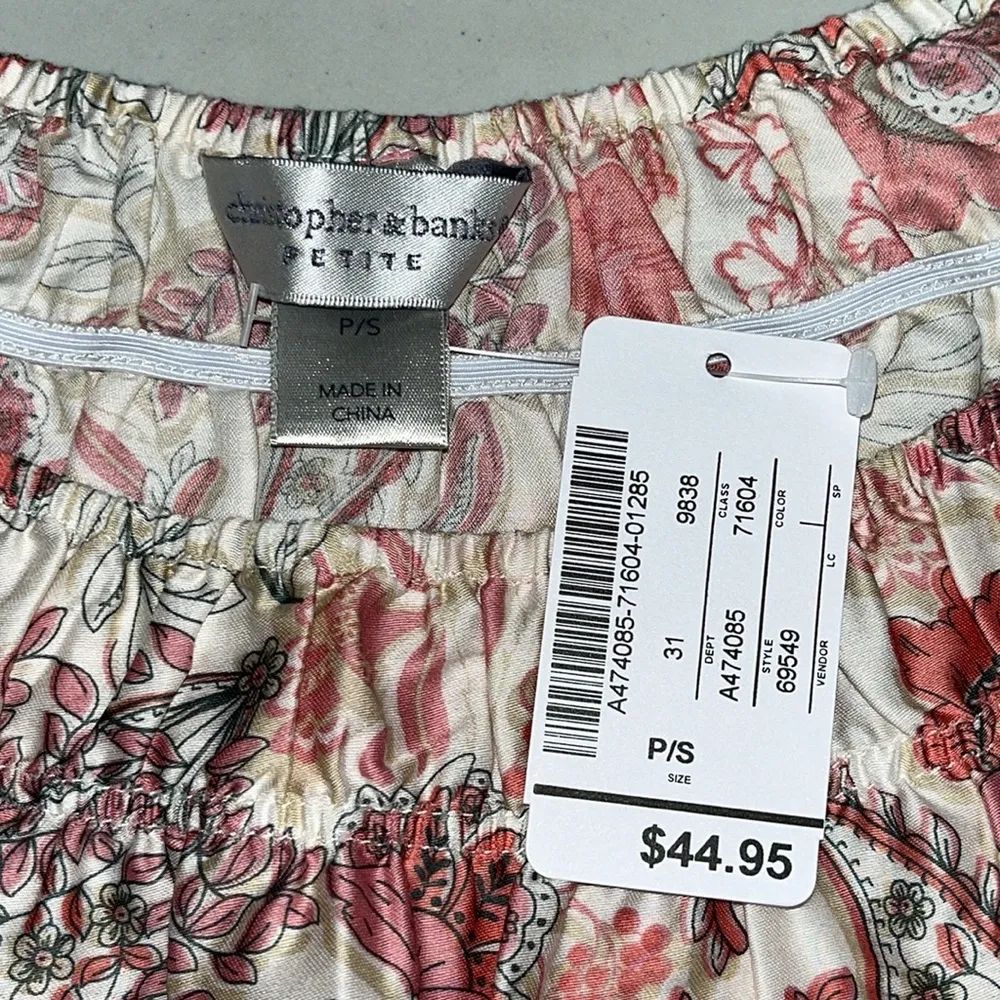 christopher & banks
PETITE
P/S
MADE IN
CHINA
A474085-71604-01285
31 9838
DEPT CLASS
A474085 71604
STYLE COLOR
69549
VENDOR LC SP
P/S
SIZE
$44.95